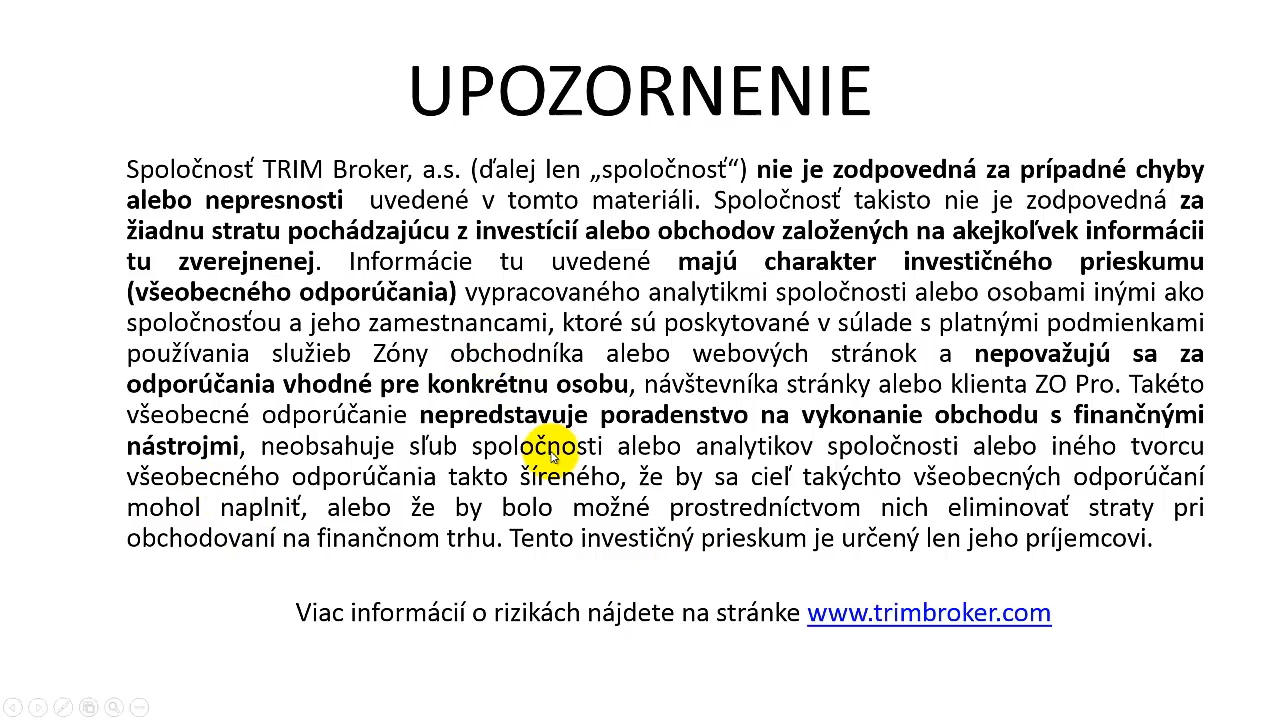 UPOZORNENIE
Spoločnosť TRIM Broker, a.s. (ďalej len „spoločnosť“) nie je zodpovedná za prípadné chyby
alebo nepresnosti uvedené v tomto materiáli. Spoločnosť takisto nie je zodpovedná za
žiadnu stratu pochádzajúcu z investícií alebo obchodov založených na akejkoľvek informácii
tu zverejnenej. Informácie tu uvedené majú charakter investičného prieskumu
(všeobecného odporúčania) vypracovaného analytikmi spoločnosti alebo osobami inými ako
spoločnosťou a jeho zamestnancami, ktoré sú poskytované v súlade s platnými podmienkami
používania služieb Zóny obchodníka alebo webových stránok a nepovažujú sa za
odporúčania vhodné pre konkrétnu osobu, návštevníka stránky alebo klienta ZO Pro. Takéto
všeobecné odporúčanie nepredstavuje poradenstvo na vykonanie obchodu s finančnými
nástrojmi, neobsahuje sľub spoločnosti alebo analytikov spoločnosti alebo iného tvorcu
všeobecného odporúčania takto šíreného, že by sa cieľ takýchto všeobecných odporúčaní
mohol naplniť, alebo že by bolo možné prostredníctvom nich eliminovať straty pri
obchodovaní na finančnom trhu. Tento investičný prieskum je určený len jeho príjemcovi.
Viac informácií o rizikách nájdete na stránke www.trimbroker.com